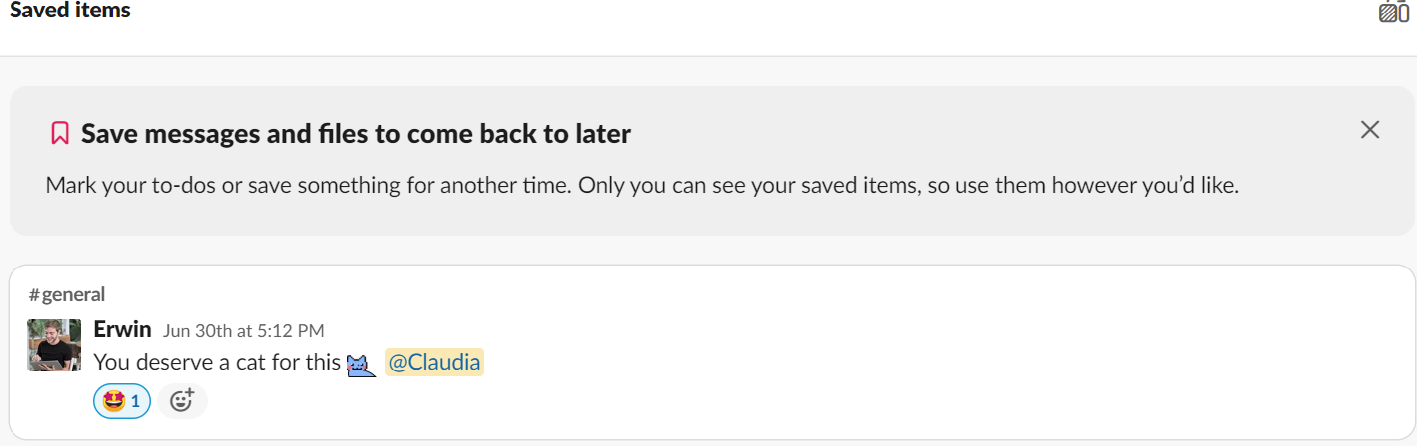 Saved items
Save messages and files to come back to later
Mark your to-dos or save something for another time. Only you can see your saved items, so use them however you’d like.
#general
Erwin Jun 30th at 5:12 PM
You deserve a cat for this @Claudia
1